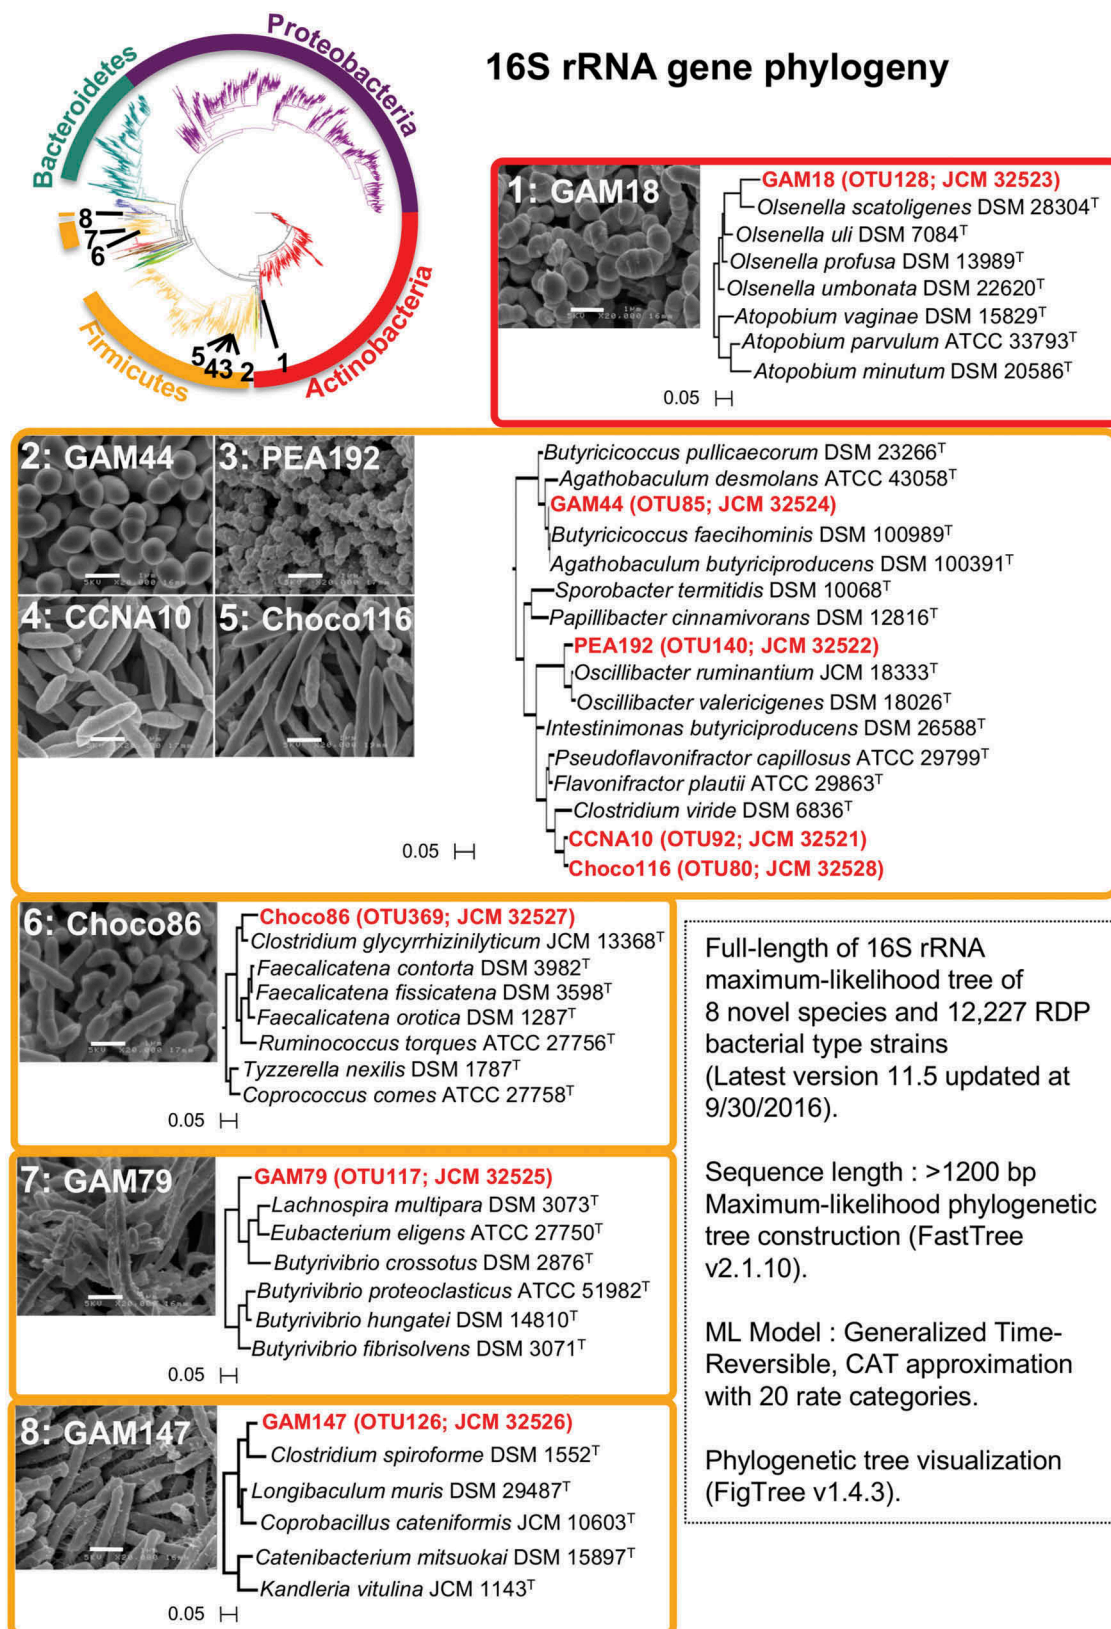 16S rRNA gene phylogeny
Proteobacteria
Bacteroidetes
Firmicutes
Actinobacteria
8
7
6
5
4
3
2
1
1: GAM18
GAM18 (OTU128; JCM 32523)
Olsenella scatoligenes DSM 28304ᵀ
Olsenella uli DSM 7084ᵀ
Olsenella profusa DSM 13989ᵀ
Olsenella umbonata DSM 22620ᵀ
Atopobium vaginae DSM 15829ᵀ
Atopobium parvulum ATCC 33793ᵀ
Atopobium minutum DSM 20586ᵀ
0.05
2: GAM44
3: PEA192
4: CCNA10
5: Choco116
Butyricicoccus pullicaecorum DSM 23266ᵀ
Agathobaculum desmolans ATCC 43058ᵀ
GAM44 (OTU85; JCM 32524)
Butyricicoccus faecihominis DSM 100989ᵀ
Agathobaculum butyriciproducens DSM 100391ᵀ
Sporobacter termitidis DSM 10068ᵀ
Papillibacter cinnamivorans DSM 12816ᵀ
PEA192 (OTU140; JCM 32522)
Oscillibacter ruminantium JCM 18333ᵀ
Oscillibacter valericigenes DSM 18026ᵀ
Intestinimonas butyriciproducens DSM 26588ᵀ
Pseudoflavonifractor capillosus ATCC 29799ᵀ
Flavonifractor plautii ATCC 29863ᵀ
Clostridium viride DSM 6836ᵀ
CCNA10 (OTU92; JCM 32521)
Choco116 (OTU80; JCM 32528)
0.05
6: Choco86
Choco86 (OTU369; JCM 32527)
Clostridium glycyrrhizinilyticum JCM 13368ᵀ
Faecalicatena contorta DSM 3982ᵀ
Faecalicatena fissicatena DSM 3598ᵀ
Faecalicatena orotica DSM 1287ᵀ
Ruminococcus torques ATCC 27756ᵀ
Tyzzerella nexilis DSM 1787ᵀ
Coprococcus comes ATCC 27758ᵀ
0.05
7: GAM79
GAM79 (OTU117; JCM 32525)
Lachnospira multipara DSM 3073ᵀ
Eubacterium eligens ATCC 27750ᵀ
Butyrivibrio crossotus DSM 2876ᵀ
Butyrivibrio proteoclasticus ATCC 51982ᵀ
Butyrivibrio hungatei DSM 14810ᵀ
Butyrivibrio fibrisolvens DSM 3071ᵀ
0.05
8: GAM147
GAM147 (OTU126; JCM 32526)
Clostridium spiroforme DSM 1552ᵀ
Longibaculum muris DSM 29487ᵀ
Coprobacillus cateniformis JCM 10603ᵀ
Catenibacterium mitsuokai DSM 15897ᵀ
Kandleria vitulina JCM 1143ᵀ
0.05
Full-length of 16S rRNA
maximum-likelihood tree of
8 novel species and 12,227 RDP
bacterial type strains
(Latest version 11.5 updated at
9/30/2016).
Sequence length : >1200 bp
Maximum-likelihood phylogenetic
tree construction (FastTree
v2.1.10).
ML Model : Generalized Time-
Reversible, CAT approximation
with 20 rate categories.
Phylogenetic tree visualization
(FigTree v1.4.3).